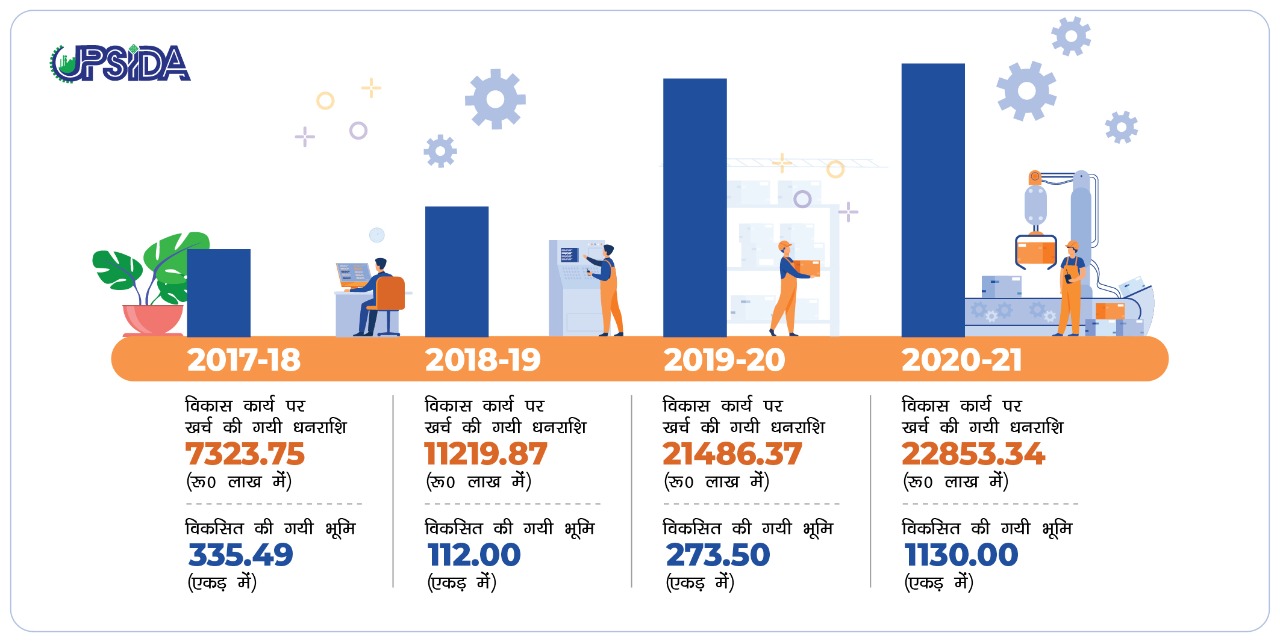 UPSIDA
2017-18
विकास कार्य पर
खर्च की गयी धनराशि
7323.75
(रू0 लाख में)
विकसित की गयी भूमि
335.49
(एकड़ में)
2018-19
विकास कार्य पर
खर्च की गयी धनराशि
11219.87
(रू0 लाख में)
विकसित की गयी भूमि
112.00
(एकड़ में)
2019-20
विकास कार्य पर
खर्च की गयी धनराशि
21486.37
(रू0 लाख में)
विकसित की गयी भूमि
273.50
(एकड़ में)
2020-21
विकास कार्य पर
खर्च की गयी धनराशि
22853.34
(रू0 लाख में)
विकसित की गयी भूमि
1130.00
(एकड़ में)